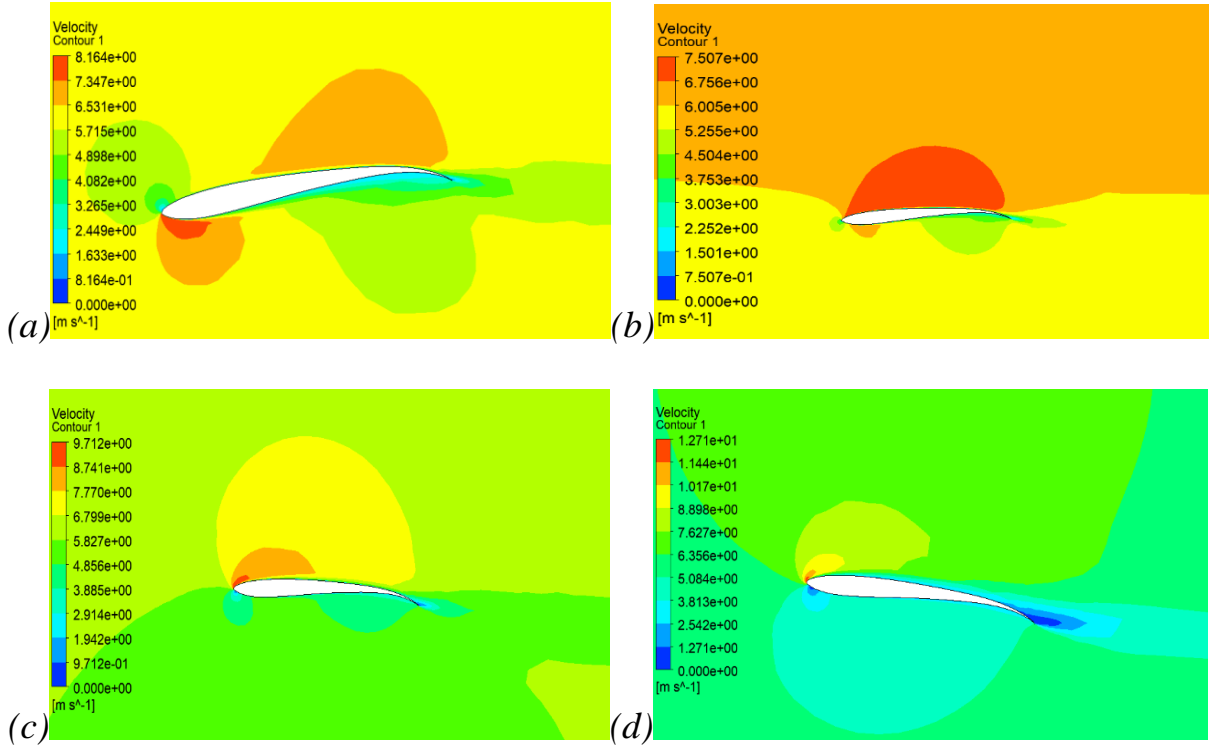 Velocity
Contour 1
8.164e+00
7.347e+00
6.531e+00
5.715e+00
4.898e+00
4.082e+00
3.265e+00
2.449e+00
1.633e+00
8.164e-01
0.000e+00
[m s^-1]
(a)
Velocity
Contour 1
7.507e+00
6.756e+00
6.005e+00
5.255e+00
4.504e+00
3.753e+00
3.003e+00
2.252e+00
1.501e+00
7.507e-01
0.000e+00
[m s^-1]
(b)
Velocity
Contour 1
9.712e+00
8.741e+00
7.770e+00
6.799e+00
5.827e+00
4.856e+00
3.885e+00
2.914e+00
1.942e+00
9.712e-01
0.000e+00
[m s^-1]
(c)
Velocity
Contour 1
1.271e+01
1.144e+01
1.017e+01
8.898e+00
7.627e+00
6.356e+00
5.084e+00
3.813e+00
2.542e+00
1.271e+00
0.000e+00
[m s^-1]
(d)